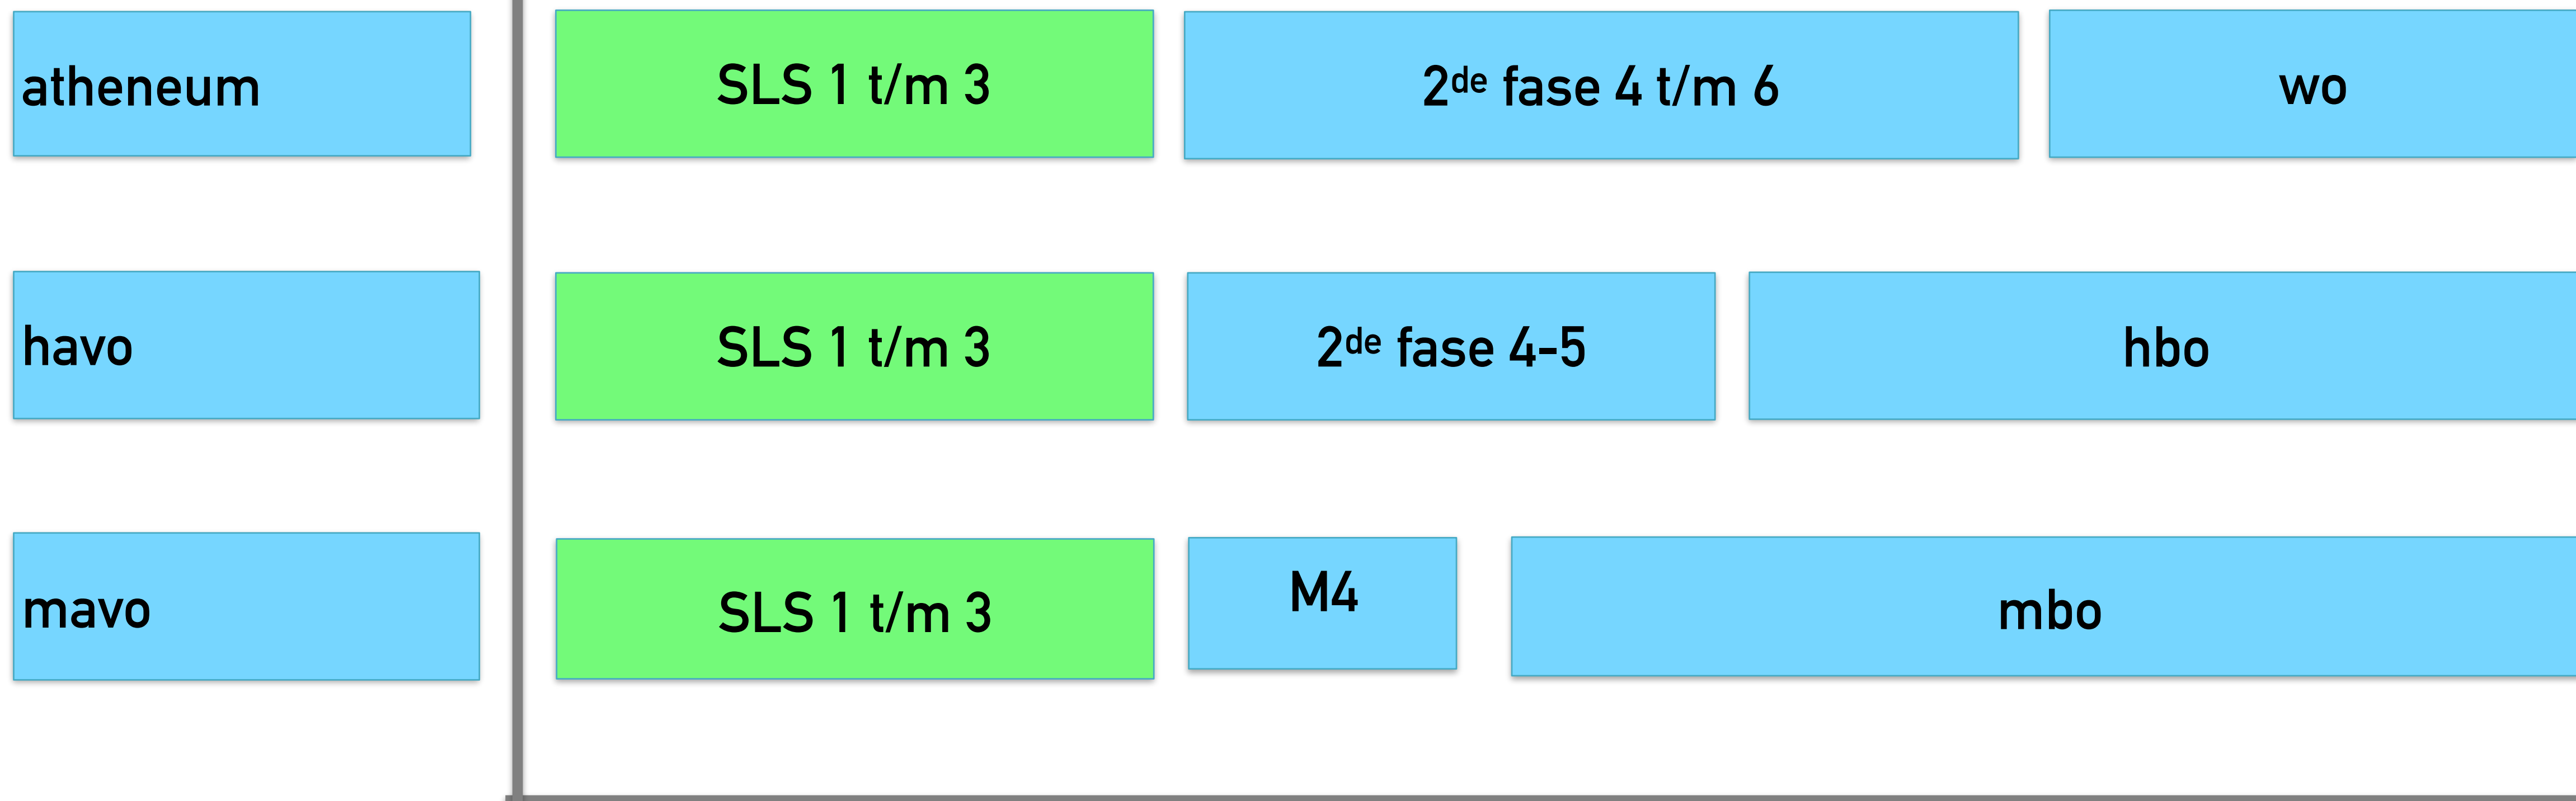 atheneum
SLS 1 t/m 3
2de fase 4 t/m 6
wo
havo
SLS 1 t/m 3
2de fase 4-5
hbo
mavo
SLS 1 t/m 3
M4
mbo